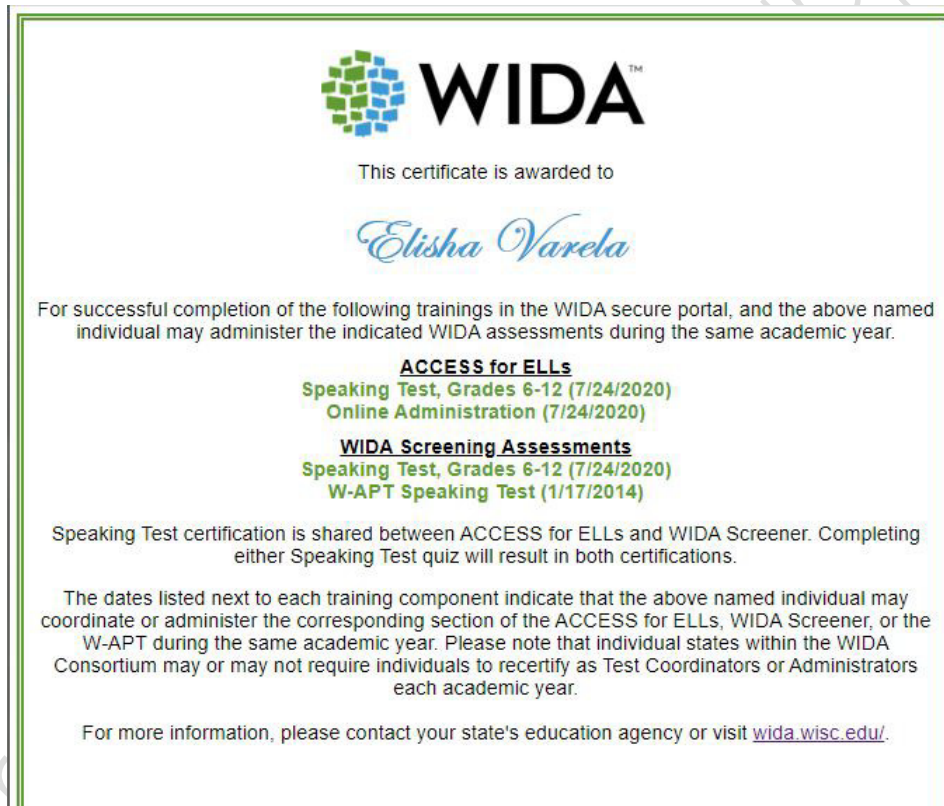 WIDA™
This certificate is awarded to
Elisha Varela
For successful completion of the following trainings in the WIDA secure portal, and the above named
individual may administer the indicated WIDA assessments during the same academic year.
ACCESS for ELLs
Speaking Test, Grades 6-12 (7/24/2020)
Online Administration (7/24/2020)
WIDA Screening Assessments
Speaking Test, Grades 6-12 (7/24/2020)
W-APT Speaking Test (1/17/2014)
Speaking Test certification is shared between ACCESS for ELLs and WIDA Screener. Completing
either Speaking Test quiz will result in both certifications.
The dates listed next to each training component indicate that the above named individual may
coordinate or administer the corresponding section of the ACCESS for ELLs, WIDA Screener, or the
W-APT during the same academic year. Please note that individual states within the WIDA
Consortium may or may not require individuals to recertify as Test Coordinators or Administrators
each academic year.
For more information, please contact your state's education agency or visit wida.wisc.edu/.